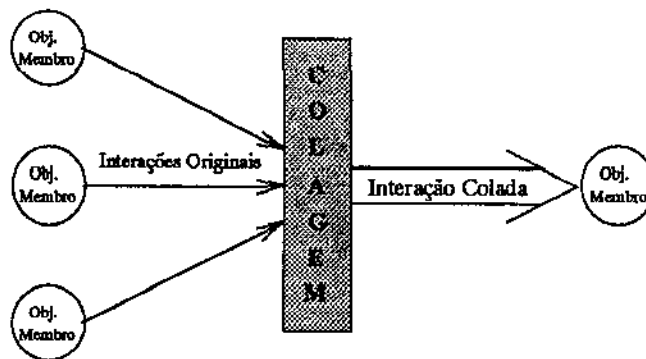 Obj.
Membro
Obj.
Membro
Obj.
Membro
Interações Originais
C
O
L
A
G
E
M
Interação Colada
Obj.
Membro